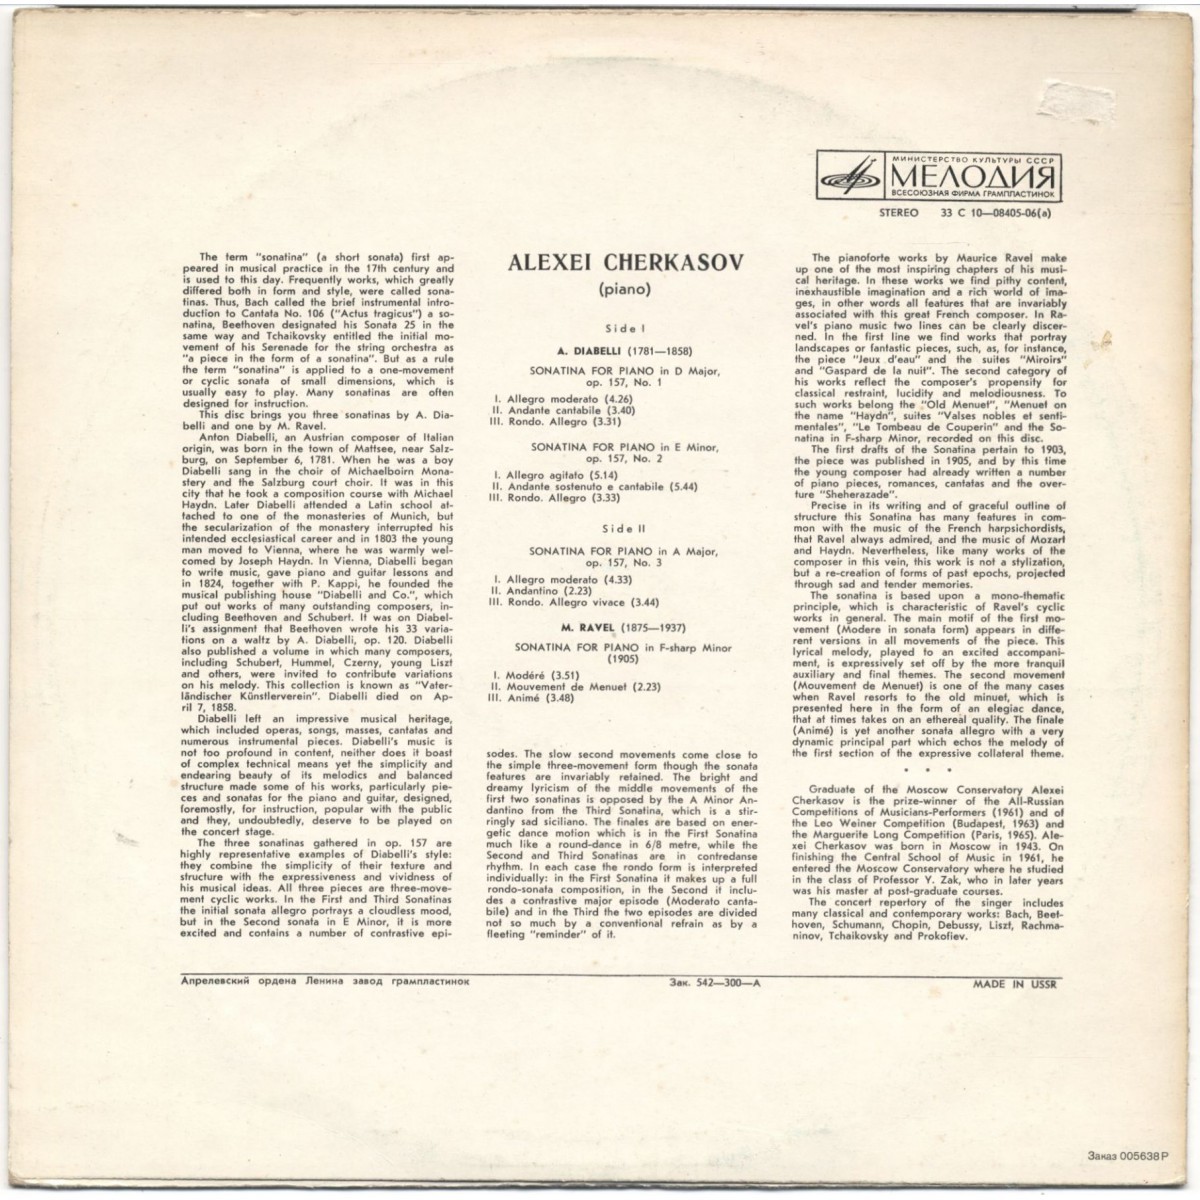 МИНИСТЕРСТВО КУЛЬТУРЫ СССР
МЕЛОДИЯ
ВСЕСОЮЗНАЯ ФИРМА ГРАМПЛАСТИНОК
STEREO 33 С 10—08405-06(а)
The term "sonatina" (a short sonata) first ap-
peared in musical practice in the 17th century and
is used to this day. Frequently works, which greatly
differed both in form and style, were called sona-
tinas. Thus, Bach called the brief instrumental intro-
duction to Cantata No. 106 ("Actus tragicus") a so-
natina, Beethoven designated his Sonata 25 in the
same way and Tchaikovsky entitled the initial mo-
vement of his Serenade for the string orchestra as
"a piece in the form of a sonatina". But as a rule
the term "sonatina" is applied to a one-movement
or cyclic sonata of small dimensions, which is
usually easy to play. Many sonatinas are often
designed for instruction.
This disc brings you three sonatinas by A. Dia-
belli and one by M. Ravel.
Anton Diabelli, an Austrian composer of Italian
origin, was born in the town of Mattsee, near Salz-
burg, on September 6, 1781. When he was a boy
Diabelli sang in the choir of Michaelboirn Mona-
stery and the Salzburg court choir. It was in this
city that he took a composition course with Michael
Haydn. Later Diabelli attended a Latin school at-
tached to one of the monasteries of Munich, but
the secularization of the monastery interrupted his
intended ecclesiastical career and in 1803 the young
man moved to Vienna, where he was warmly wel-
comed by Joseph Haydn. In Vienna, Diabelli began
to write music, gave piano and guitar lessons and
in 1824, together with P. Kappi, he founded the
musical publishing house "Diabelli and Co.", which
put out works of many outstanding composers, in-
cluding Beethoven and Schubert. It was on Diabel-
li's assignment that Beethoven wrote his 33 varia-
tions on a waltz by A. Diabelli, op. 120. Diabelli
also published a volume in which many composers,
including Schubert, Hummel, Czerny, young Liszt
and others, were invited to contribute variations
on his melody. This collection is known as "Vater-
ländischer Künstlerverein". Diabelli died on Ap-
ril 7, 1858.
Diabelli left an impressive musical heritage,
which included operas, songs, masses, cantatas and
numerous instrumental pieces. Diabelli's music is
not too profound in content, neither does it boast
of complex technical means yet the simplicity and
endearing beauty of its melodics and balanced
structure made some of his works, particularly pie-
ces and sonatas for the piano and guitar, designed,
foremostly, for instruction, popular with the public
and they, undoubtedly, deserve to be played on
the concert stage.
The three sonatinas gathered in op. 157 are
highly representative examples of Diabelli's style:
they combine the simplicity of their texture and
structure with the expressiveness and vividness of
his musical ideas. All three pieces are three-move-
ment cyclic works. In the First and Third Sonatinas
the initial sonata allegro portrays a cloudless mood,
but in the Second sonata in E Minor, it is more
excited and contains a number of contrastive epi-
ALEXEI CHERKASOV
(piano)
Side I
A. DIABELLI (1781—1858)
SONATINA FOR PIANO in D Major,
op. 157, No. 1
I. Allegro moderato (4.26)
II. Andante cantabile (3.40)
III. Rondo. Allegro (3.31)
SONATINA FOR PIANO in E Minor,
op. 157, No. 2
I. Allegro agitato (5.14)
II. Andante sostenuto e cantabile (5.44)
III. Rondo. Allegro (3.33)
Side II
SONATINA FOR PIANO in A Major,
op. 157, No. 3
I. Allegro moderato (4.33)
II. Andantino (2.23)
III. Rondo. Allegro vivace (3.44)
M. RAVEL (1875—1937)
SONATINA FOR PIANO in F-sharp Minor
(1905)
I. Modéré (3.51)
II. Mouvement de Menuet (2.23)
III. Animé (3.48)
sodes. The slow second movements come close to
the simple three-movement form though the sonata
features are invariably retained. The bright and
dreamy lyricism of the middle movements of the
first two sonatinas is opposed by the A Minor An-
dantino from the Third Sonatina, which is a stir-
ringly sad siciliano. The finales are based on ener-
getic dance motion which is in the First Sonatina
much like a round-dance in 6/8 metre, while the
Second and Third Sonatinas are in contredanse
rhythm. In each case the rondo form is interpreted
individually: in the First Sonatina it makes up a full
rondo-sonata composition, in the Second it inclu-
des a contrastive major episode (Moderato canta-
bile) and in the Third the two episodes are divided
not so much by a conventional refrain as by a
fleeting "reminder" of it.
The pianoforte works by Maurice Ravel make
up one of the most inspiring chapters of his musi-
cal heritage. In these works we find pithy content,
inexhaustible imagination and a rich world of ima-
ges, in other words all features that are invariably
associated with this great French composer. In Ra-
vel's piano music two lines can be clearly discer-
ned. In the first line we find works that portray
landscapes or fantastic pieces, such, as, for instance,
the piece "Jeux d'eau" and the suites "Miroirs"
and "Gaspard de la nuit". The second category of
his works reflect the composer's propensity for
classical restraint, lucidity and melodiousness. To
such works belong the "Old Menuet", "Menuet on
the name "Haydn", suites "Valses nobles et senti-
mentales", "Le Tombeau de Couperin" and the So-
natina in F-sharp Minor, recorded on this disc.
The first drafts of the Sonatina pertain to 1903,
the piece was published in 1905, and by this time
the young composer had already written a number
of piano pieces, romances, cantatas and the over-
ture "Sheherazade".
Precise in its writing and of graceful outline of
structure this Sonatina has many features in com-
mon with the music of the French harpsichordists,
that Ravel always admired, and the music of Mozart
and Haydn. Nevertheless, like many works of the
composer in this vein, this work is not a stylization,
but a re-creation of forms of past epochs, projected
through sad and tender memories.
The sonatina is based upon a mono-thematic
principle, which is characteristic of Ravel's cyclic
works in general. The main motif of the first mo-
vement (Modere in sonata form) appears in diffe-
rent versions in all movements of the piece. This
lyrical melody, played to an excited accompani-
ment, is expressively set off by the more tranquil
auxiliary and final themes. The second movement
(Mouvement de Menuet) is one of the many cases
when Ravel resorts to the old minuet, which is
presented here in the form of an elegiac dance,
that at times takes on an ethereal quality. The finale
(Animé) is yet another sonata allegro with a very
dynamic principal part which echos the melody of
the first section of the expressive collateral theme.
* * *
Graduate of the Moscow Conservatory Alexei
Cherkasov is the prize-winner of the All-Russian
Competitions of Musicians-Performers (1961) and of
the Leo Weiner Competition (Budapest, 1963) and
the Marguerite Long Competition (Paris, 1965). Ale-
xei Cherkasov was born in Moscow in 1943. On
finishing the Central School of Music in 1961, he
entered the Moscow Conservatory where he studied
in the class of Professor Y. Zak, who in later years
was his master at post-graduate courses.
The concert repertory of the singer includes
many classical and contemporary works: Bach, Beet-
hoven, Schumann, Chopin, Debussy, Liszt, Rachma-
ninov, Tchaikovsky and Prokofiev.
Апрелевский ордена Ленина завод грампластинок
Зак. 542—300—А
MADE IN USSR
Заказ 005638Р